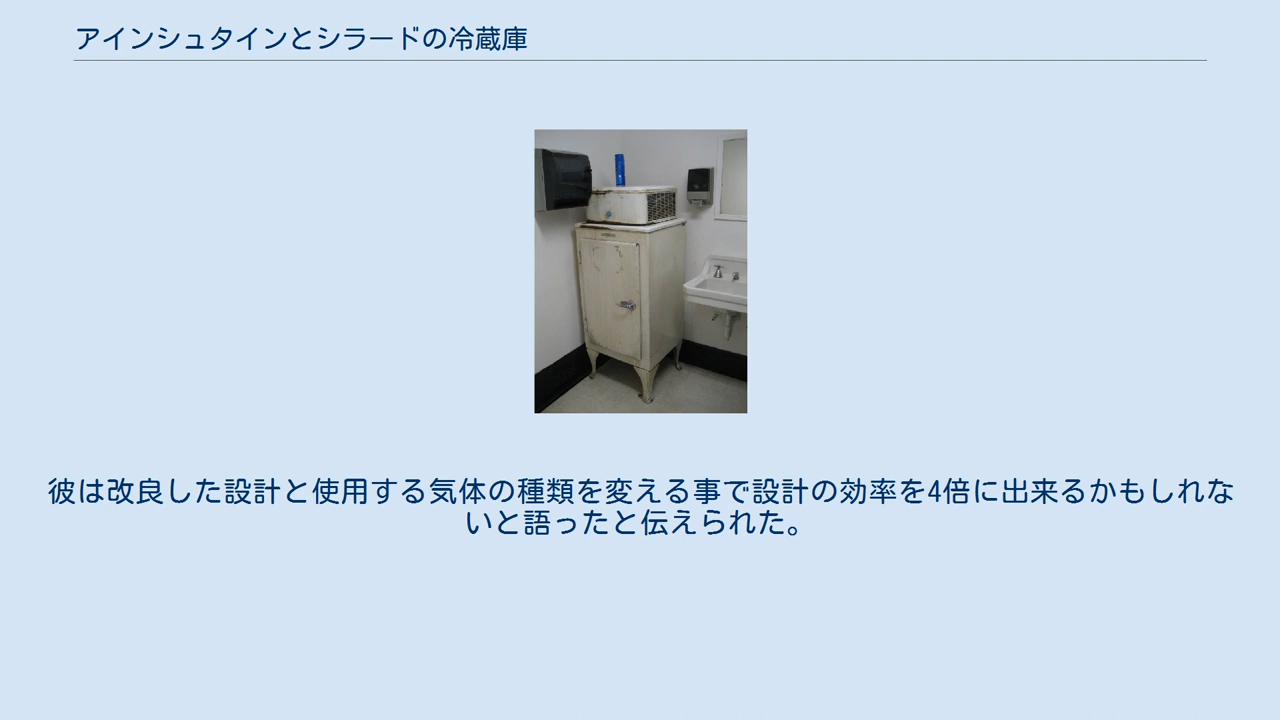 アインシュタインとシラードの冷蔵庫
彼は改良した設計と使用する気体の種類を変える事で設計の効率を4倍に出来るかもしれな
いと語ったと伝えられた。